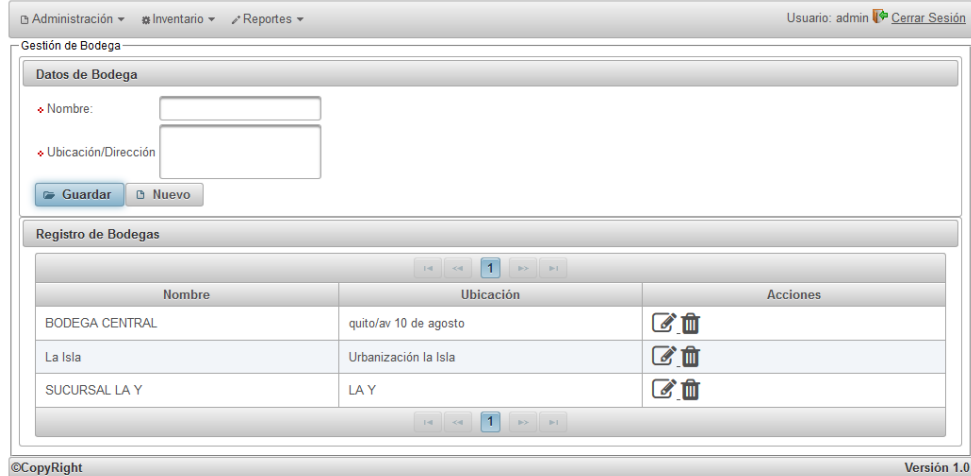 Administración Inventario Reportes Usuario: admin Cerrar Sesión
Gestión de Bodega
Datos de Bodega
Nombre:
Ubicación/Dirección
Guardar Nuevo
Registro de Bodegas
1
Nombre Ubicación Acciones
BODEGA CENTRAL quito/av 10 de agosto
La Isla Urbanización la Isla
SUCURSAL LA Y LA Y
1
©CopyRight Versión 1.0